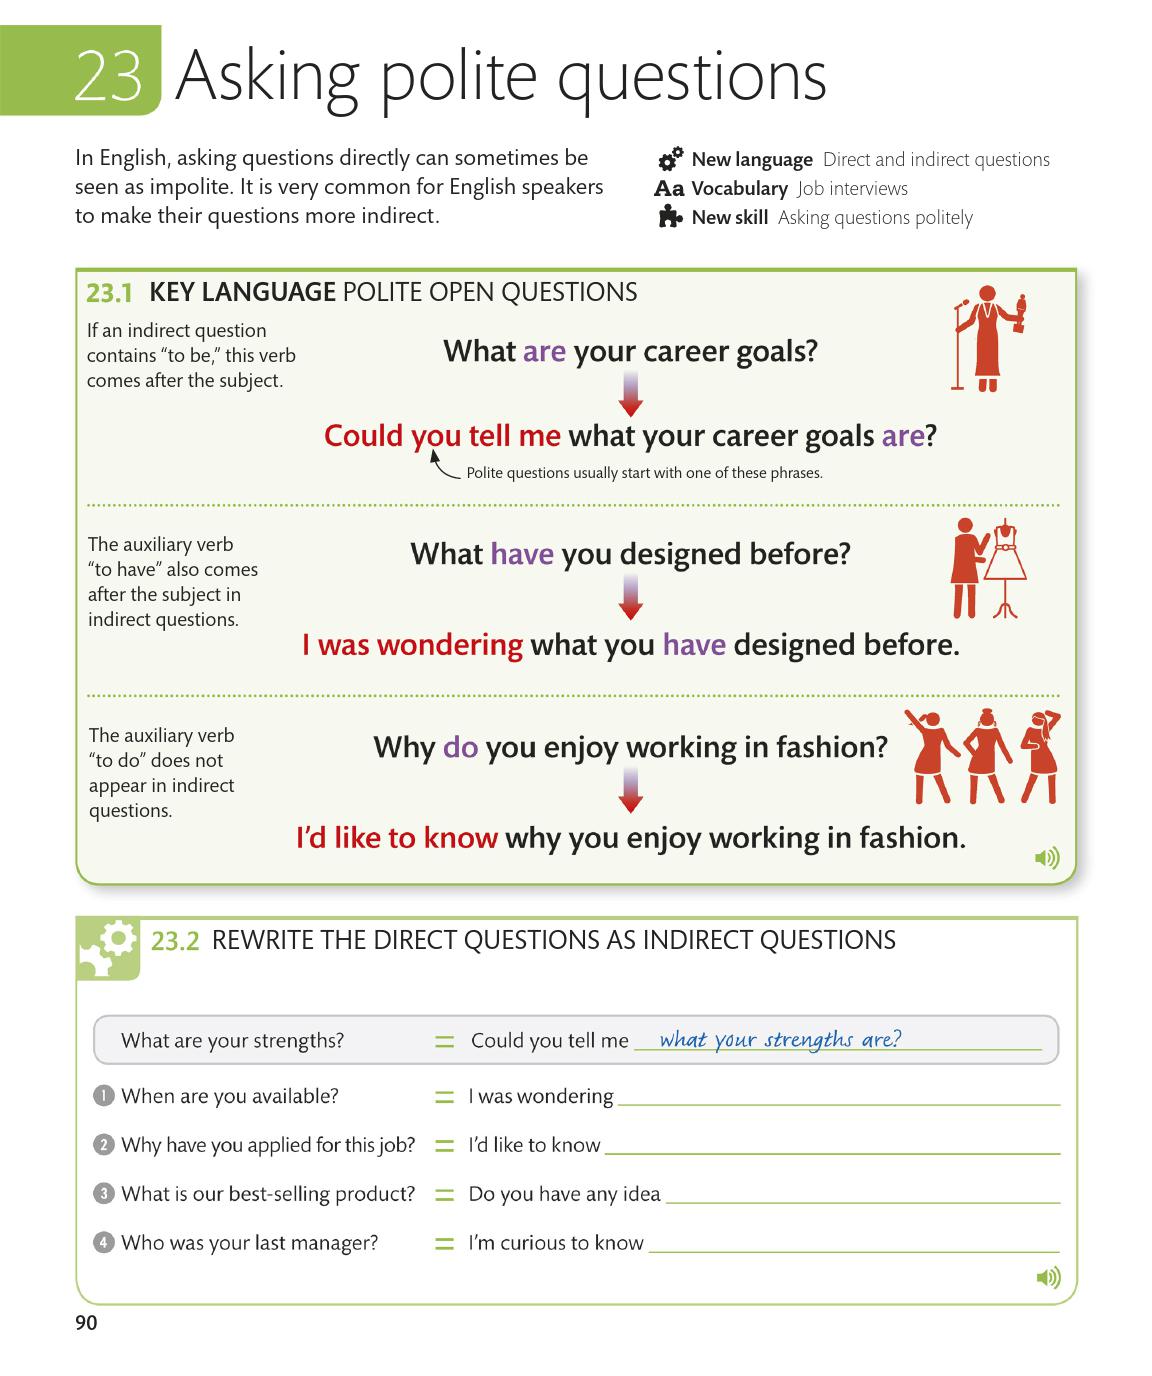 23 Asking polite questions
In English, asking questions directly can sometimes be
seen as impolite. It is very common for English speakers
to make their questions more indirect.
New language Direct and indirect questions
Aa Vocabulary Job interviews
New skill Asking questions politely
23.1 KEY LANGUAGE POLITE OPEN QUESTIONS
If an indirect question
contains “to be,” this verb
comes after the subject.
What are your career goals?
Could you tell me what your career goals are?
Polite questions usually start with one of these phrases.
The auxiliary verb
“to have” also comes
after the subject in
indirect questions.
What have you designed before?
I was wondering what you have designed before.
The auxiliary verb
“to do” does not
appear in indirect
questions.
Why do you enjoy working in fashion?
I’d like to know why you enjoy working in fashion.
23.2 REWRITE THE DIRECT QUESTIONS AS INDIRECT QUESTIONS
What are your strengths? = Could you tell me what your strengths are?
1 When are you available? = I was wondering
2 Why have you applied for this job? = I’d like to know
3 What is our best-selling product? = Do you have any idea
4 Who was your last manager? = I’m curious to know
90